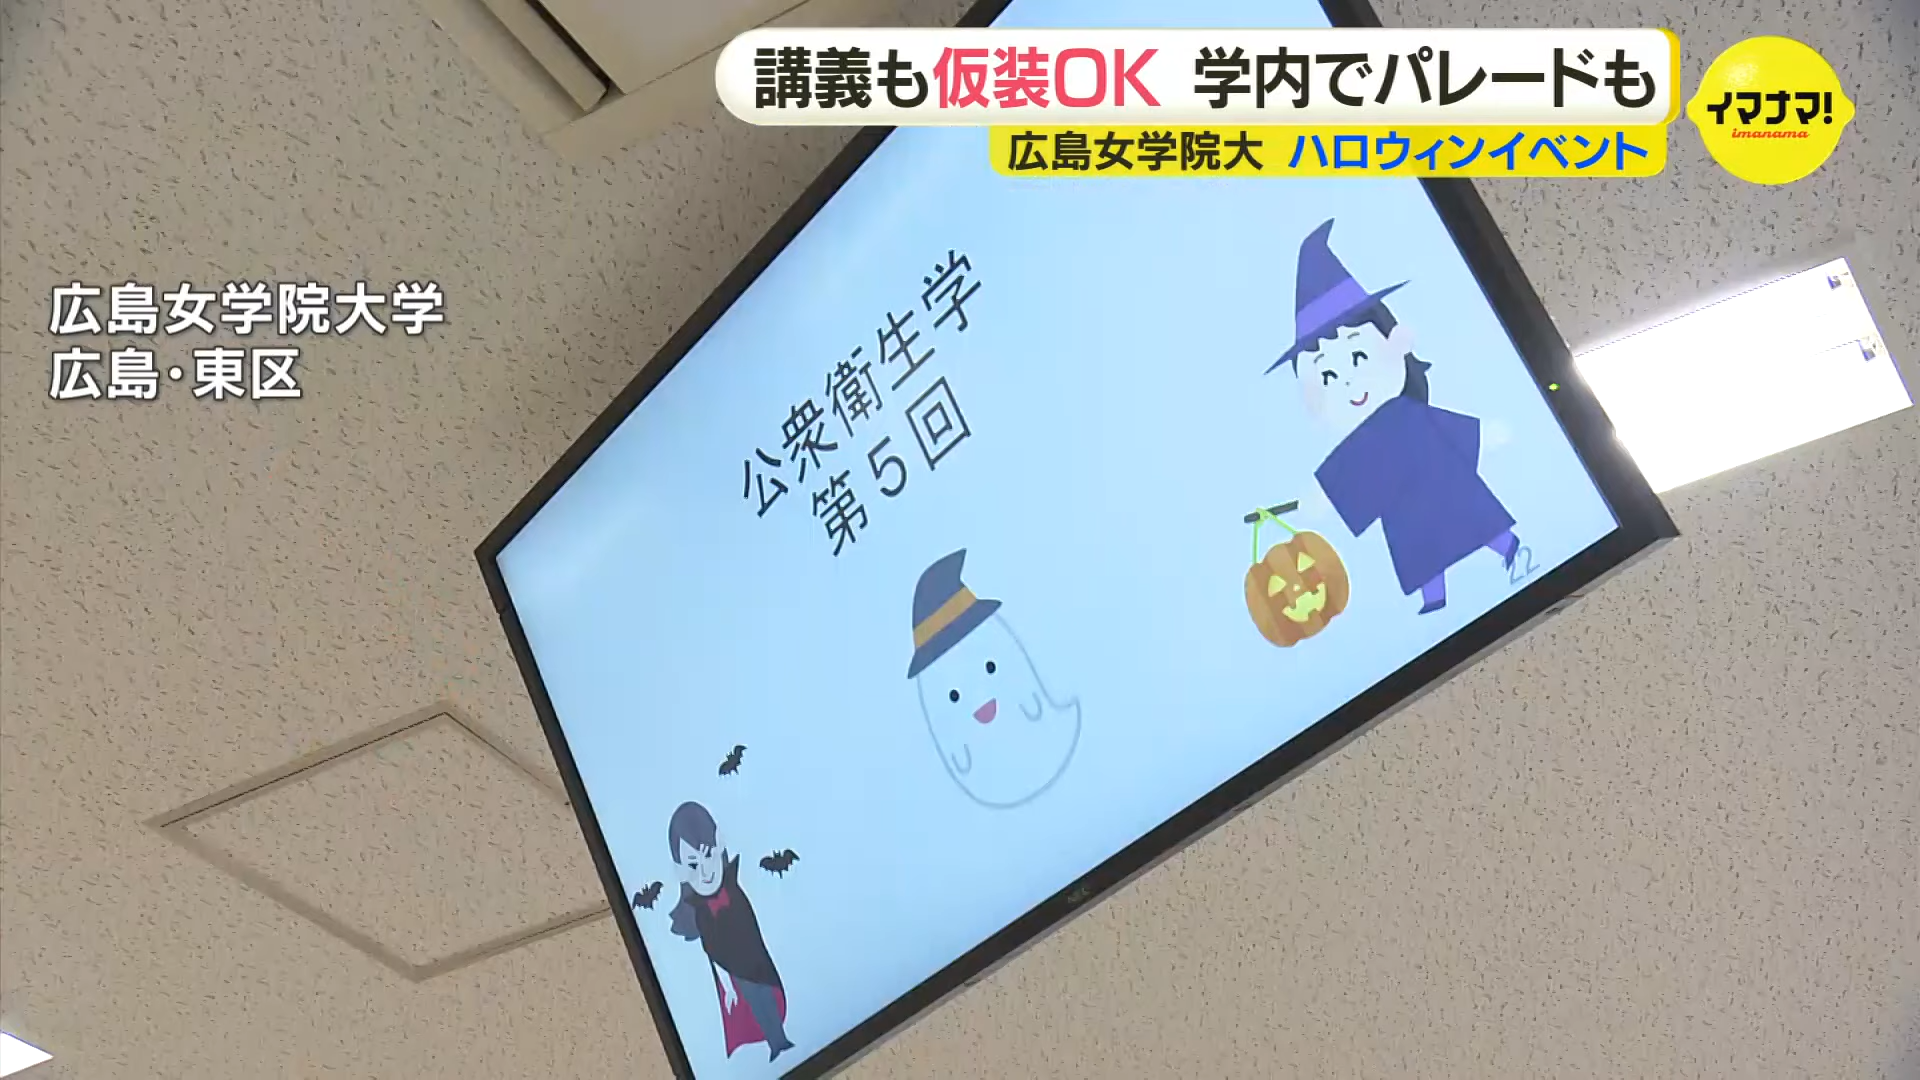 講義も仮装OK 学内でパレードも
広島女学院大 ハロウィンイベント
イマナマ!
imanama
広島女学院大学
広島・東区
公衆衛生学
第5回
22
NEC